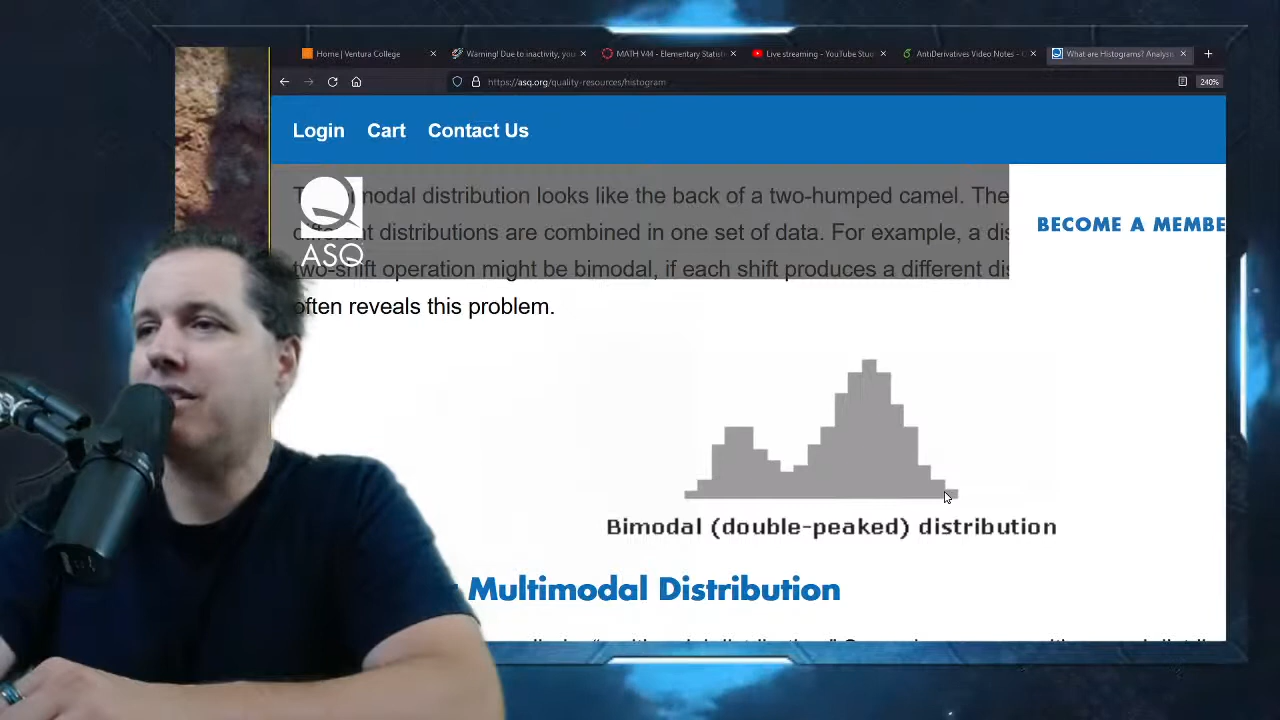 Home | Ventura College
Warning! Due to inactivity, you
MATH V44 - Elementary Statist
Live streaming - YouTube Stud
AntiDerivatives Video Notes -
What are Histograms? Analysis
https://asq.org/quality-resources/histogram
240%
Login Cart Contact Us
bimodal distribution looks like the back of a two-humped camel. The
different distributions are combined in one set of data. For example, a dis
two-shift operation might be bimodal, if each shift produces a different dis
often reveals this problem.
ASQ
BECOME A MEMBE
Bimodal (double-peaked) distribution
Multimodal Distribution